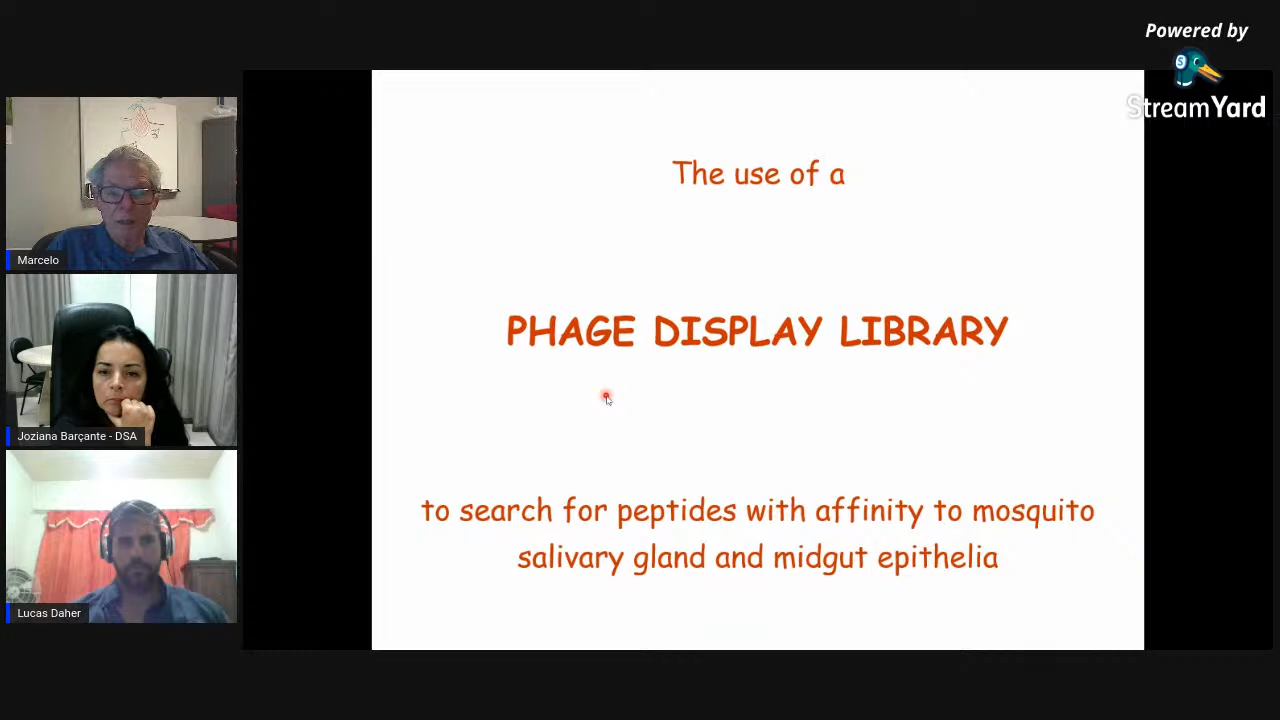 Powered by
StreamYard
Marcelo
Joziana Barçante - DSA
Lucas Daher
The use of a
PHAGE DISPLAY LIBRARY
to search for peptides with affinity to mosquito
salivary gland and midgut epithelia